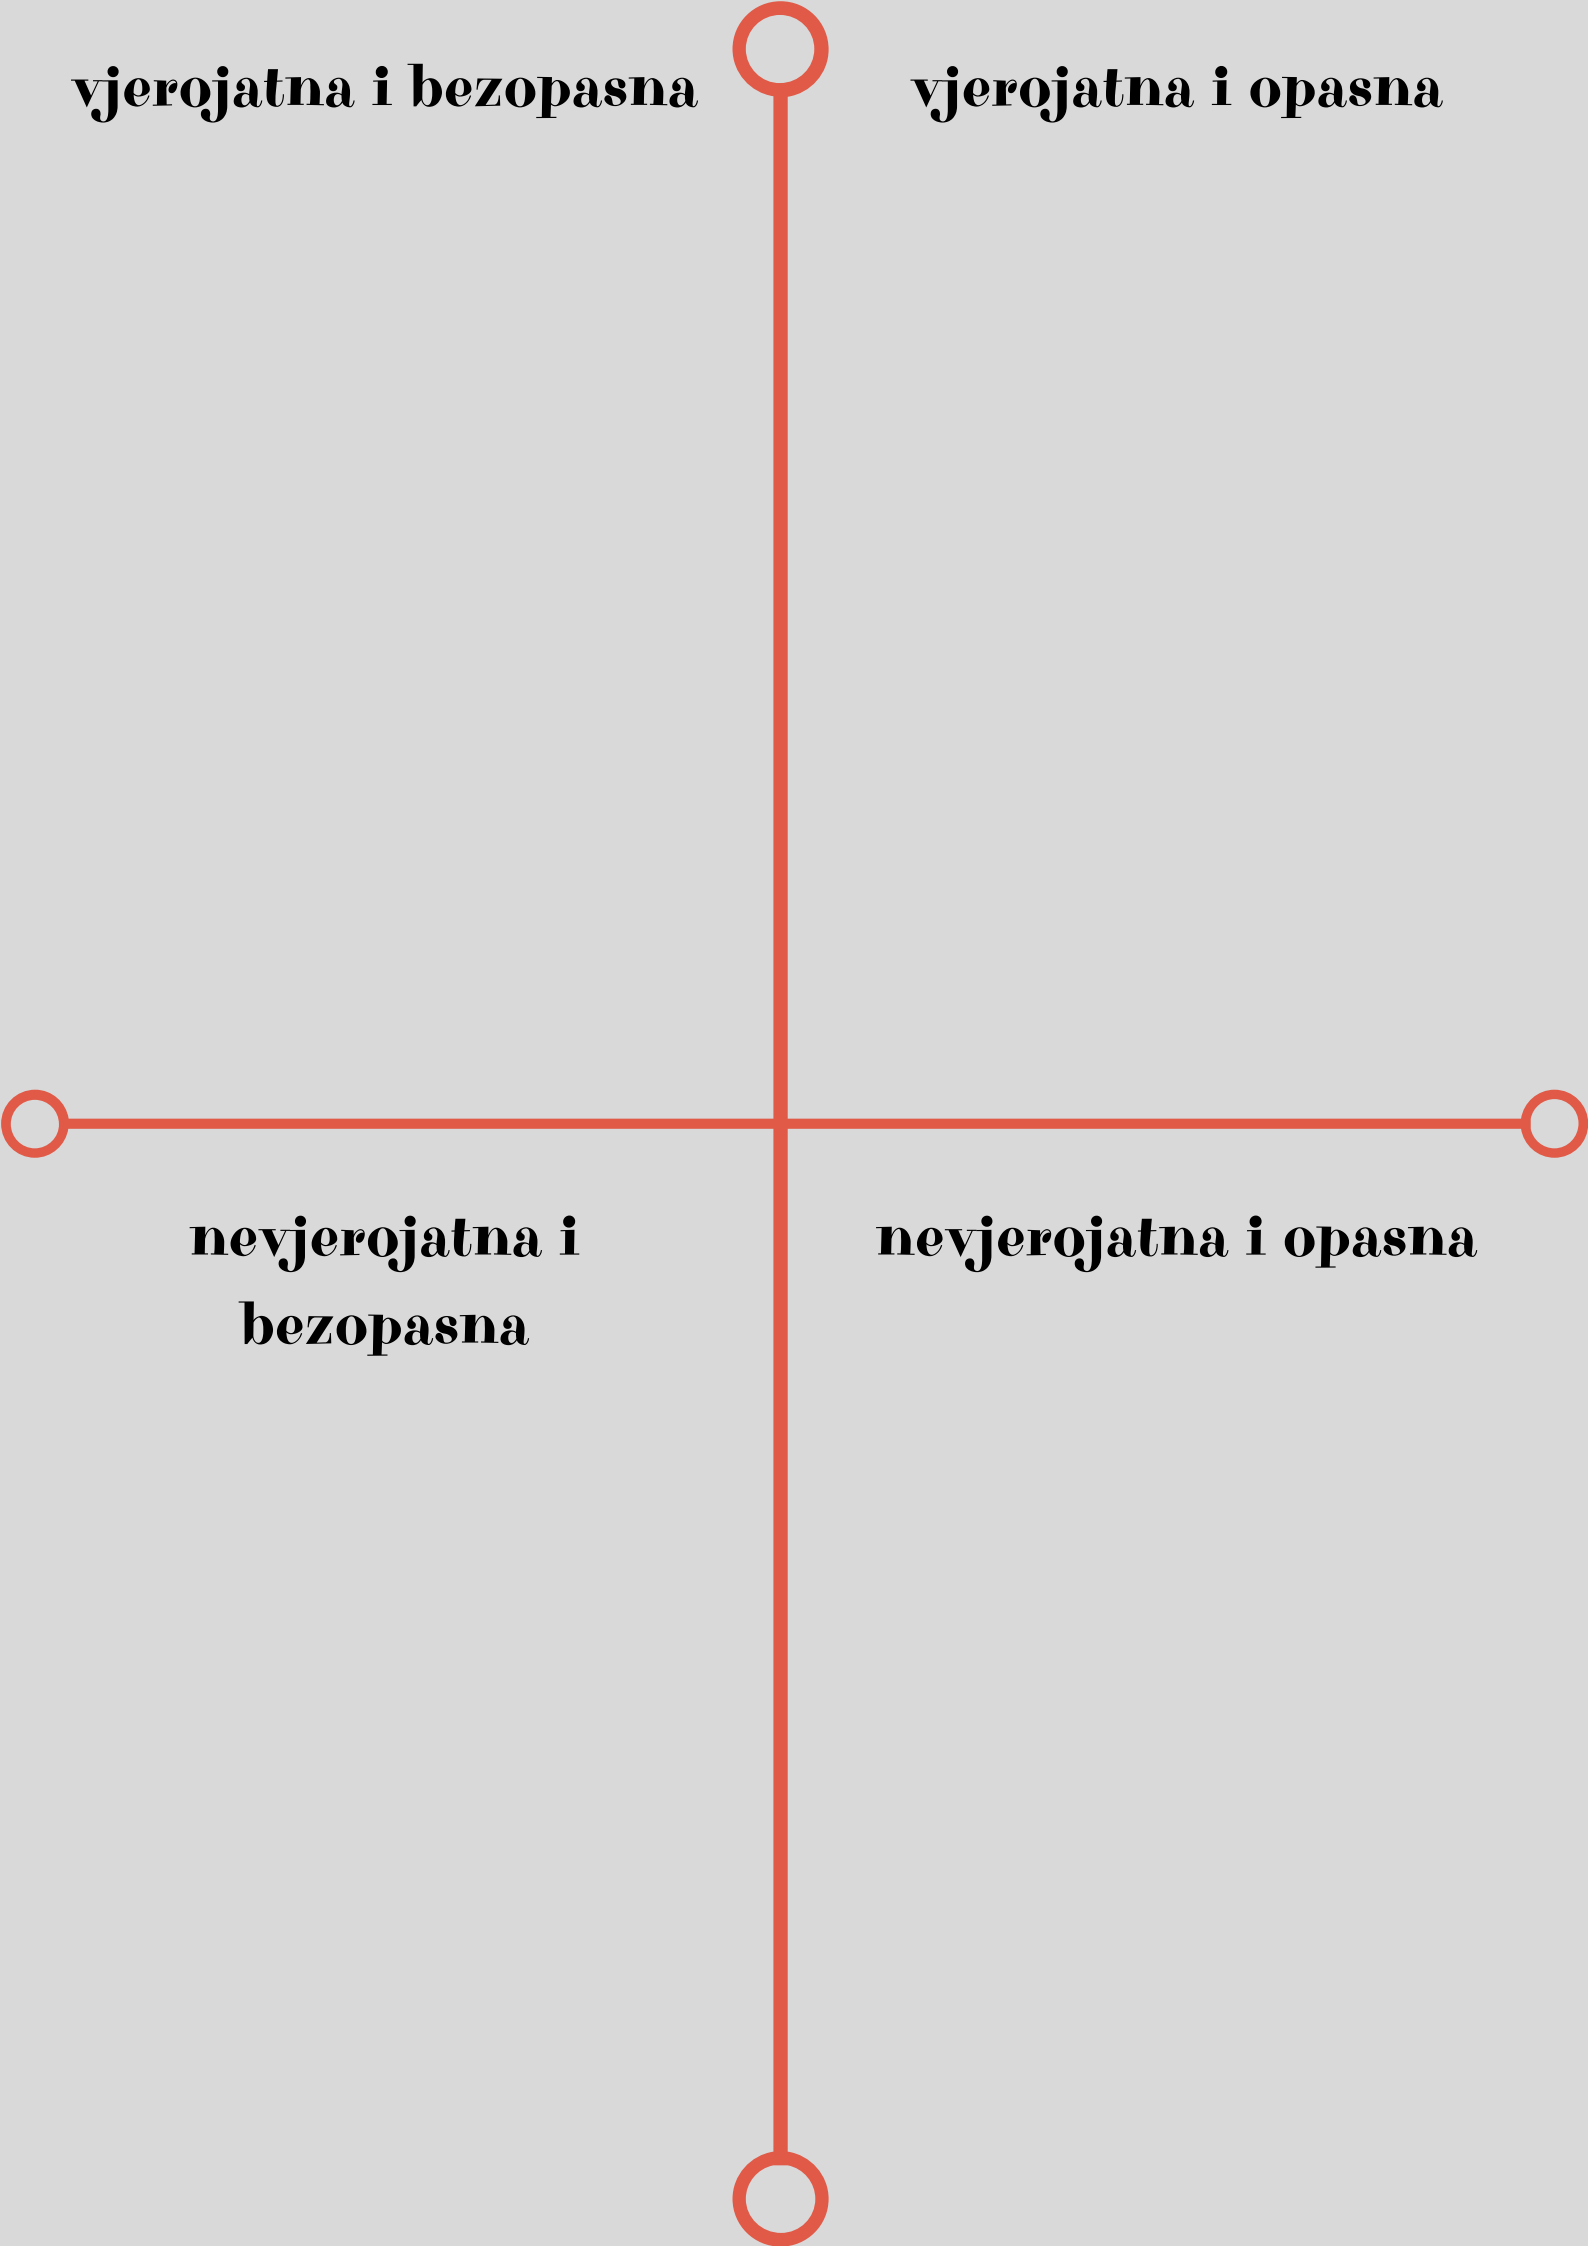 vjerojatna i bezopasna
vjerojatna i opasna
nevjerojatna i
bezopasna
nevjerojatna i opasna